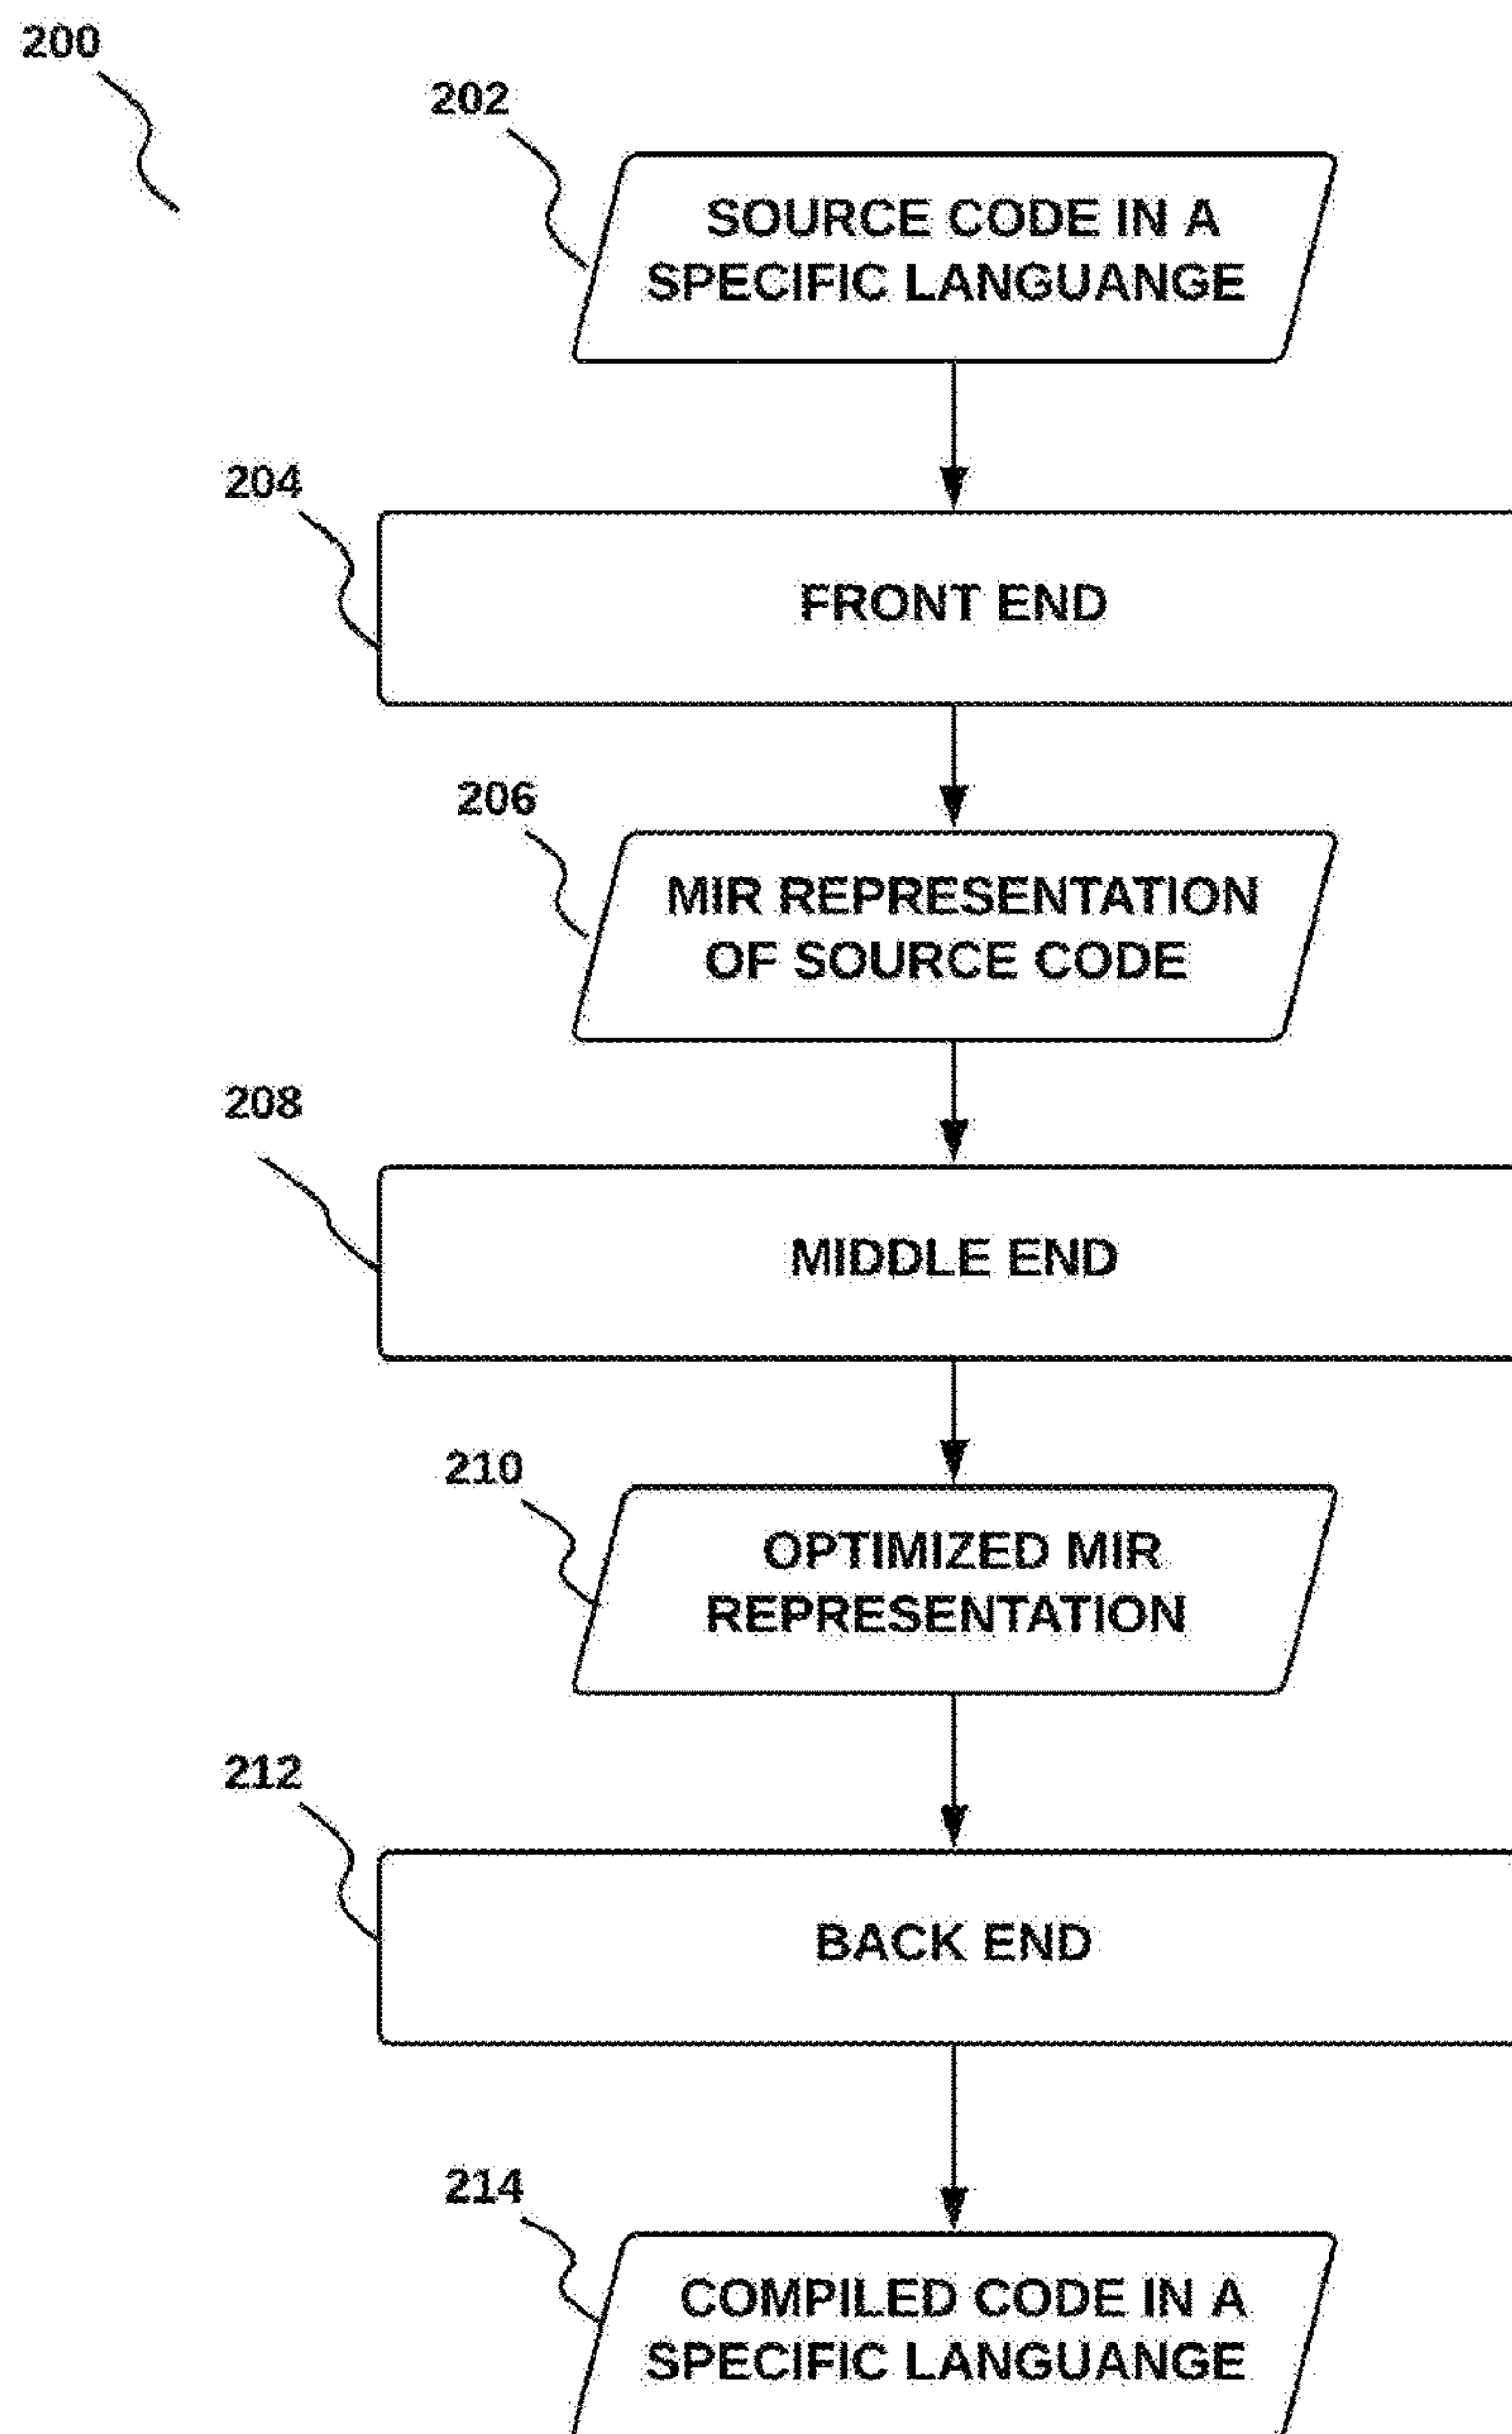 200
202
SOURCE CODE IN A
SPECIFIC LANGUANGE
204
FRONT END
206
MIR REPRESENTATION
OF SOURCE CODE
208
MIDDLE END
210
OPTIMIZED MIR
REPRESENTATION
212
BACK END
214
COMPILED CODE IN A
SPECIFIC LANGUANGE